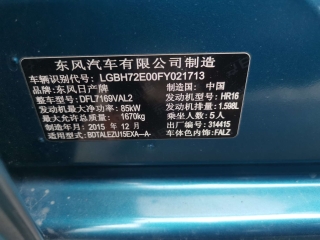 东风汽车有限公司制造
车辆识别代号: LGBH72E00FY021713
品牌: 东风日产牌 制造国: 中国
整车型号: DFL7169VAL2 发动机型号: HR16
发动机最大净功率: 85kW 发动机排量: 1.598L
最大允许总质量: 1670kg 乘坐人数: 5人
制造年月: 2015 年 12 月 出厂编号: 314415
适用型号: BDTALEZU15EXA—A- 车体色内饰: FALZ